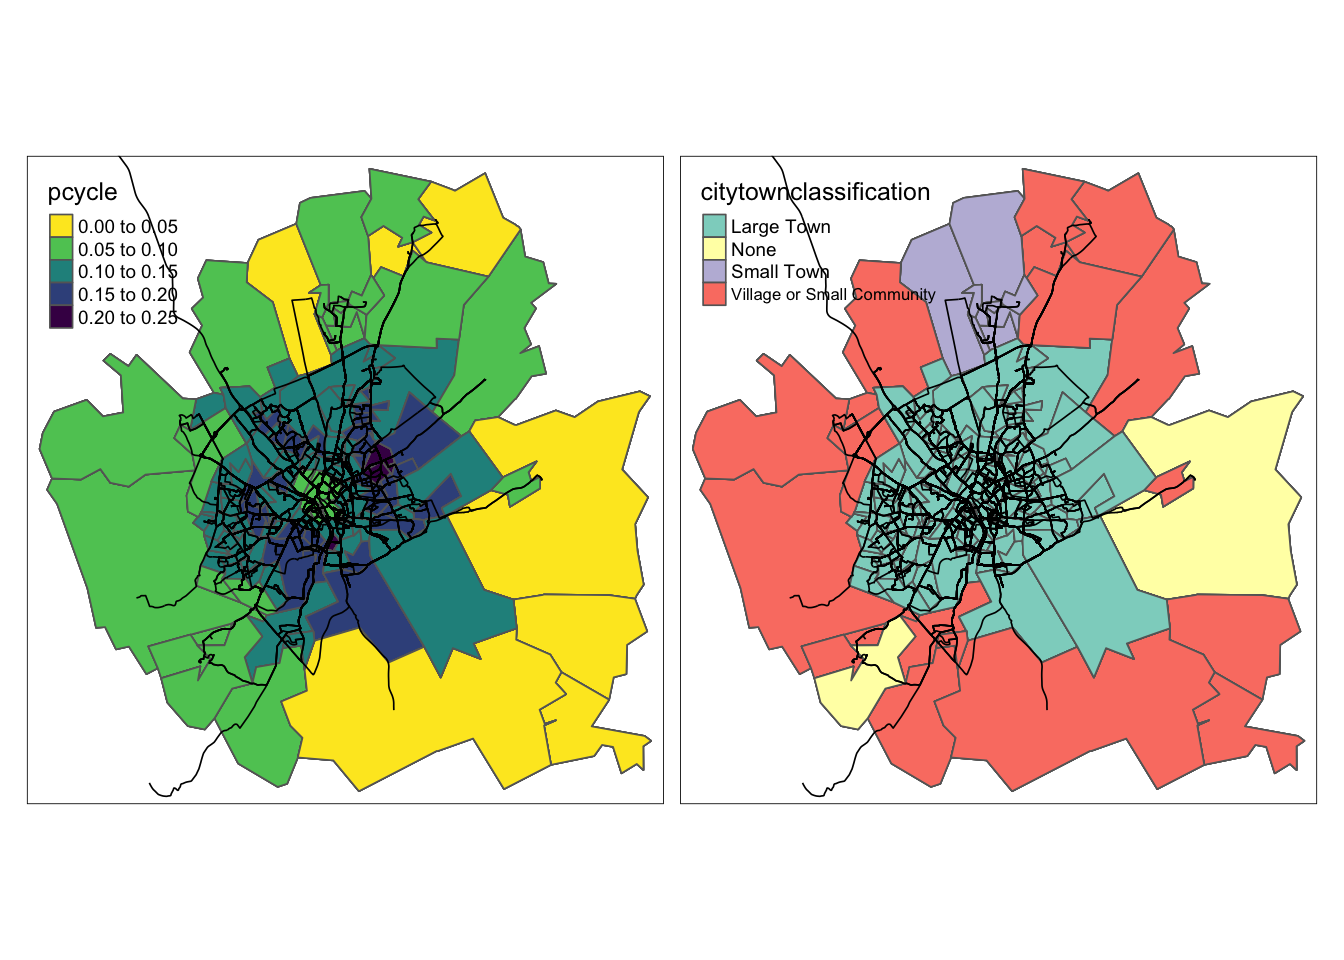 pcycle
0.00 to 0.05
0.05 to 0.10
0.10 to 0.15
0.15 to 0.20
0.20 to 0.25
citytownclassification
Large Town
None
Small Town
Village or Small Community